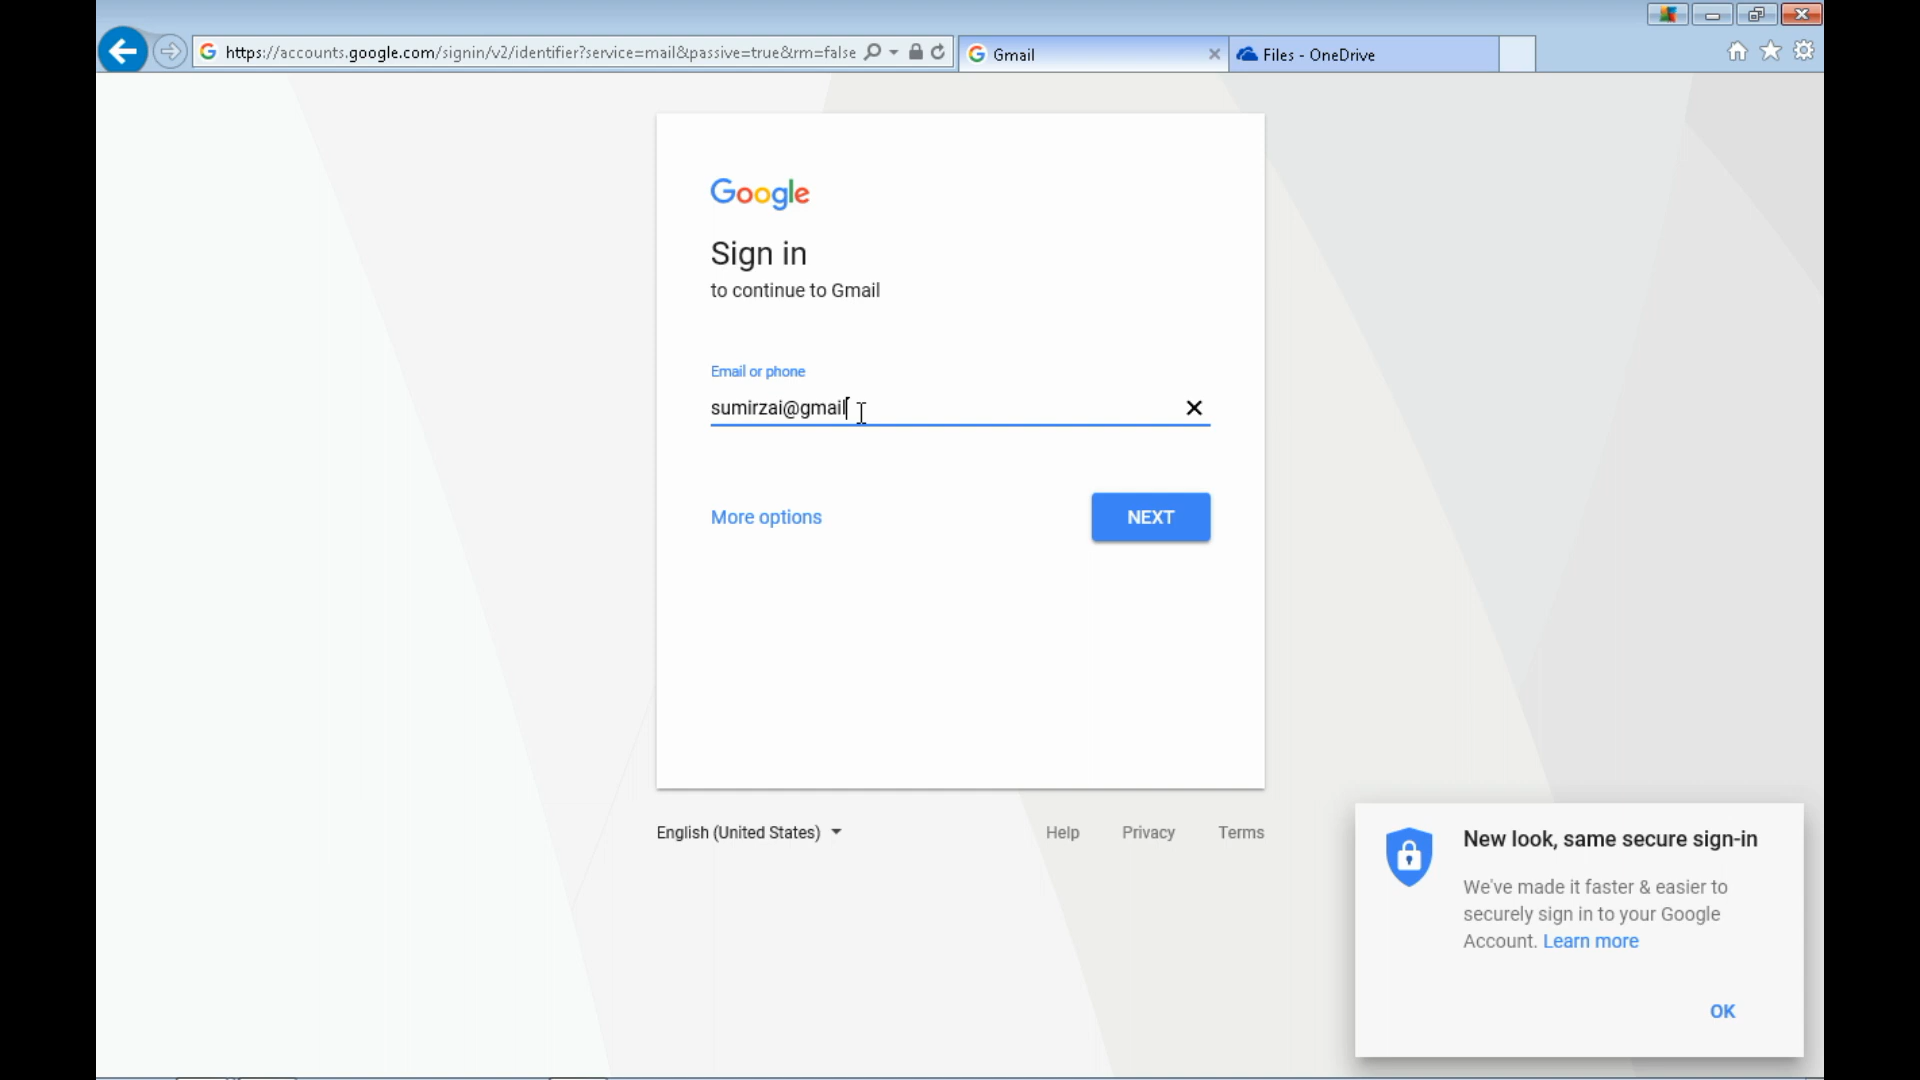 https://accounts.google.com/signin/v2/identifier?service=mail&passive=true&rm=false
Gmail
Files - OneDrive
Google
Sign in
to continue to Gmail
Email or phone
sumirzai@gmail
More options
NEXT
English (United States)
Help
Privacy
Terms
New look, same secure sign-in
We've made it faster & easier to
securely sign in to your Google
Account. Learn more
OK